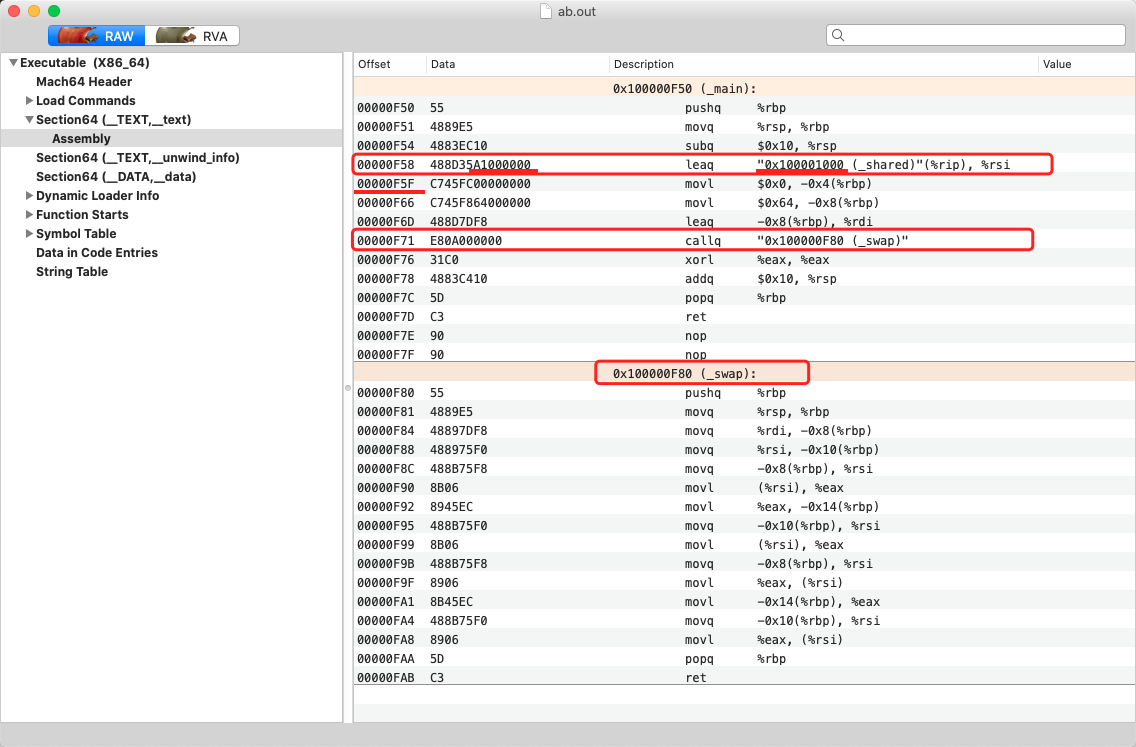 ab.out
RAW RVA
Executable (X86_64)
Mach64 Header
Load Commands
Section64 (__TEXT,__text)
Assembly
Section64 (__TEXT,__unwind_info)
Section64 (__DATA,__data)
Dynamic Loader Info
Function Starts
Symbol Table
Data in Code Entries
String Table
Offset Data Description Value
0x100000F50 (_main):
00000F50 55 pushq %rbp
00000F51 4889E5 movq %rsp, %rbp
00000F54 4883EC10 subq $0x10, %rsp
00000F58 488D35A1000000 leaq "0x100001000 (_shared)"(%rip), %rsi
00000F5F C745FC00000000 movl $0x0, -0x4(%rbp)
00000F66 C745F864000000 movl $0x64, -0x8(%rbp)
00000F6D 488D7DF8 leaq -0x8(%rbp), %rdi
00000F71 E80A000000 callq "0x100000F80 (_swap)"
00000F76 31C0 xorl %eax, %eax
00000F78 4883C410 addq $0x10, %rsp
00000F7C 5D popq %rbp
00000F7D C3 ret
00000F7E 90 nop
00000F7F 90 nop
0x100000F80 (_swap):
00000F80 55 pushq %rbp
00000F81 4889E5 movq %rsp, %rbp
00000F84 48897DF8 movq %rdi, -0x8(%rbp)
00000F88 488975F0 movq %rsi, -0x10(%rbp)
00000F8C 488B75F8 movq -0x8(%rbp), %rsi
00000F90 8B06 movl (%rsi), %eax
00000F92 8945EC movl %eax, -0x14(%rbp)
00000F95 488B75F0 movq -0x10(%rbp), %rsi
00000F99 8B06 movl (%rsi), %eax
00000F9B 488B75F8 movq -0x8(%rbp), %rsi
00000F9F 8906 movl %eax, (%rsi)
00000FA1 8B45EC movl -0x14(%rbp), %eax
00000FA4 488B75F0 movq -0x10(%rbp), %rsi
00000FA8 8906 movl %eax, (%rsi)
00000FAA 5D popq %rbp
00000FAB C3 ret